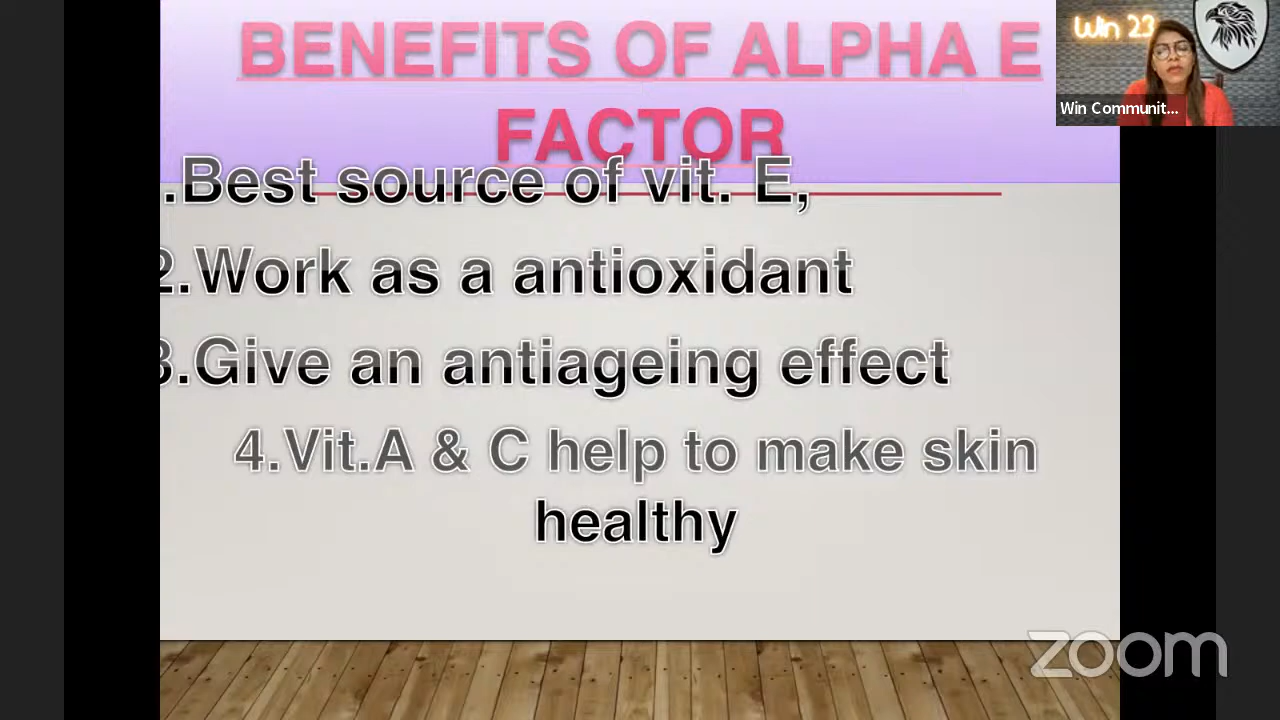 BENEFITS OF ALPHA E
FACTOR
.Best source of vit. E,
2.Work as a antioxidant
3.Give an antiageing effect
4.Vit.A & C help to make skin
healthy
Win 23
Win Communit...
zoom